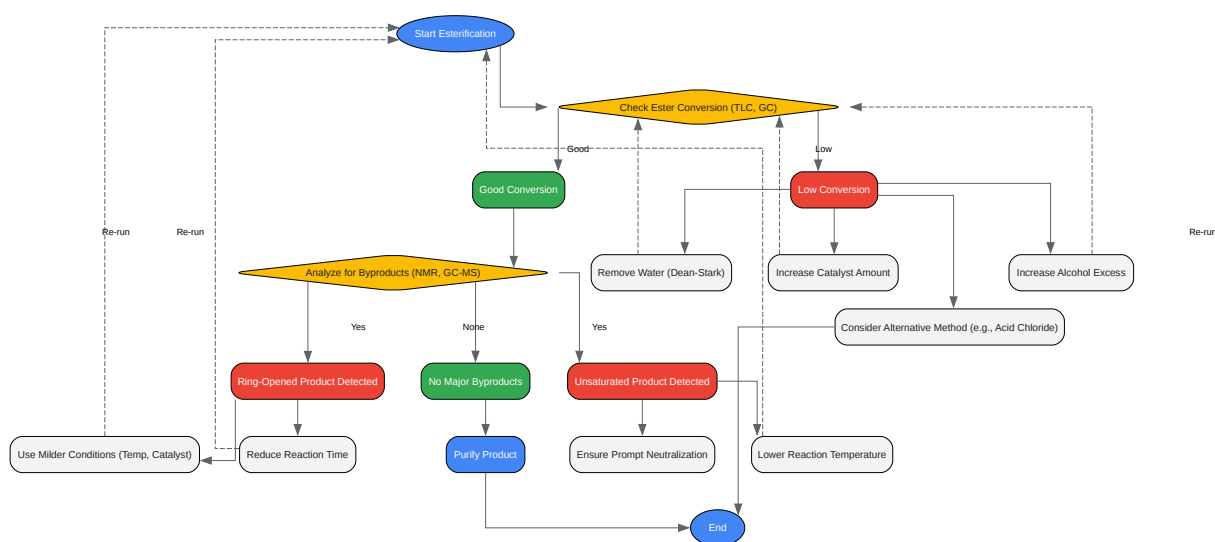 Start Esterification
Check Ester Conversion (TLC, GC)
Good
Low
Good Conversion
Low Conversion
Re-run
Re-run
Re-run
Analyze for Byproducts (NMR, GC-MS)
Remove Water (Dean-Stark)
Increase Catalyst Amount
Increase Alcohol Excess
Yes
None
Yes
Consider Alternative Method (e.g., Acid Chloride)
Ring-Opened Product Detected
No Major Byproducts
Unsaturated Product Detected
Use Milder Conditions (Temp, Catalyst)
Reduce Reaction Time
Purify Product
Ensure Prompt Neutralization
Lower Reaction Temperature
End